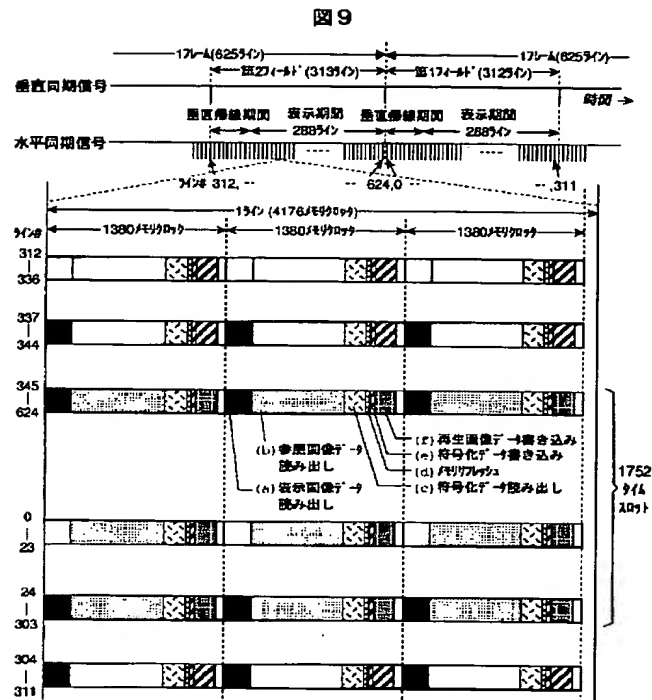 図9
1フレーム(625ライン) 1フレーム(625ライン)
第2フィールド(313ライン) 第1フィールド(312ライン)
垂直同期信号
時間 →
垂直帰線期間 表示期間 垂直帰線期間 表示期間
288ライン 288ライン
水平同期信号
ライン# 312, -- -- 624,0 -- -- ,311
1ライン (4176メモリクロック)
ライン#
1380メモリクロック 1380メモリクロック 1380メモリクロック
312
336
337
344
345
624
(b) 参照画像データ
読み出し
(a) 表示画像データ
読み出し
(f) 再生画像データ書き込み
(e) 符号化データ書き込み
(d) メモリリフレッシュ
(c) 符号化データ読み出し
1752
タイム
スロット
0
23
24
303
304
311